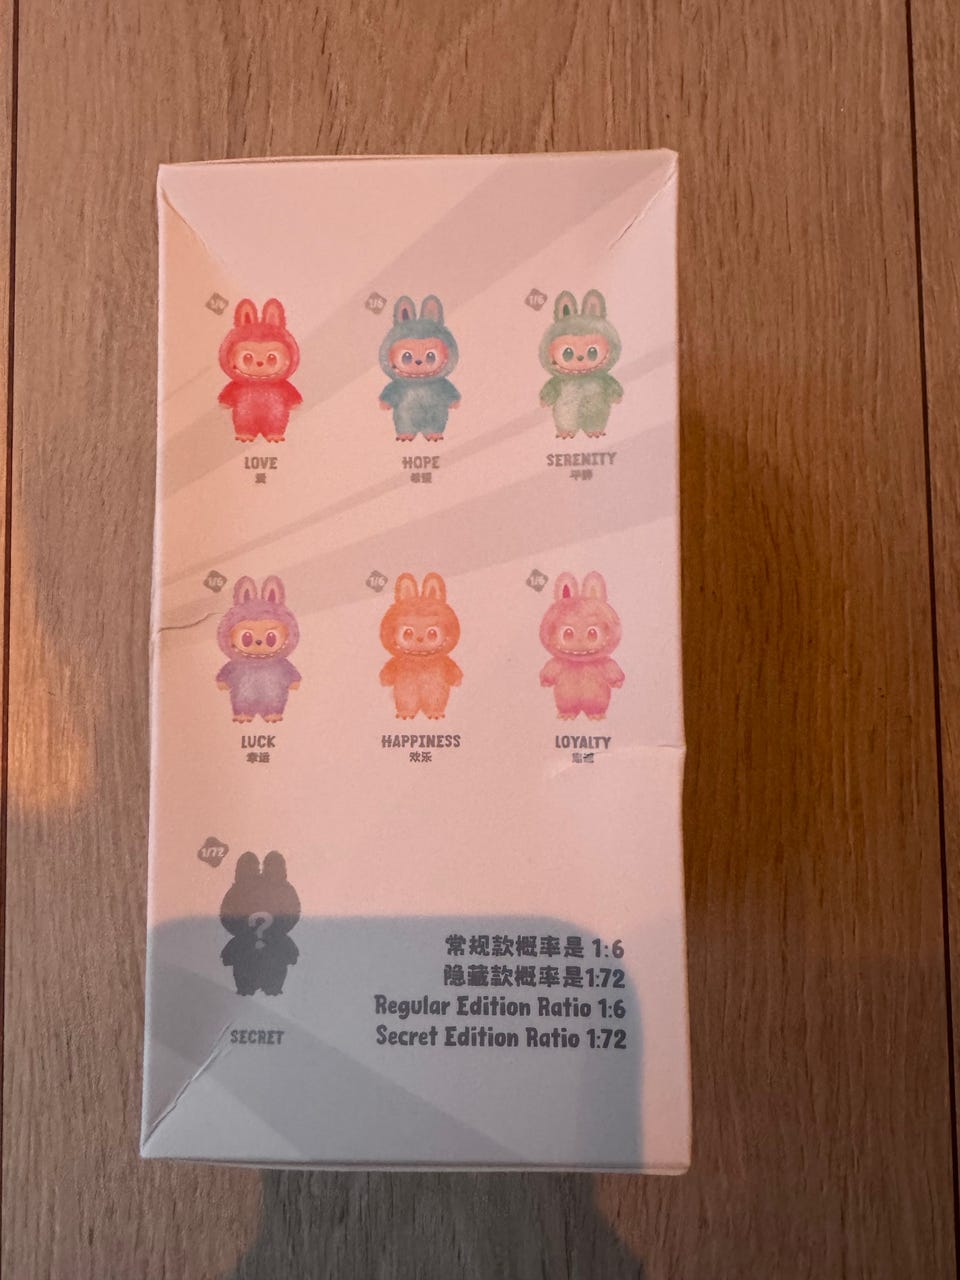 1/6 1/6 1/6
LOVE HOPE SERENITY
爱 希望 平静
1/6 1/6 1/6
LUCK HAPPINESS LOYALTY
幸运 欢乐 忠诚
1/72
?
SECRET
常规款概率是 1:6
隐藏款概率是1:72
Regular Edition Ratio 1:6
Secret Edition Ratio 1:72